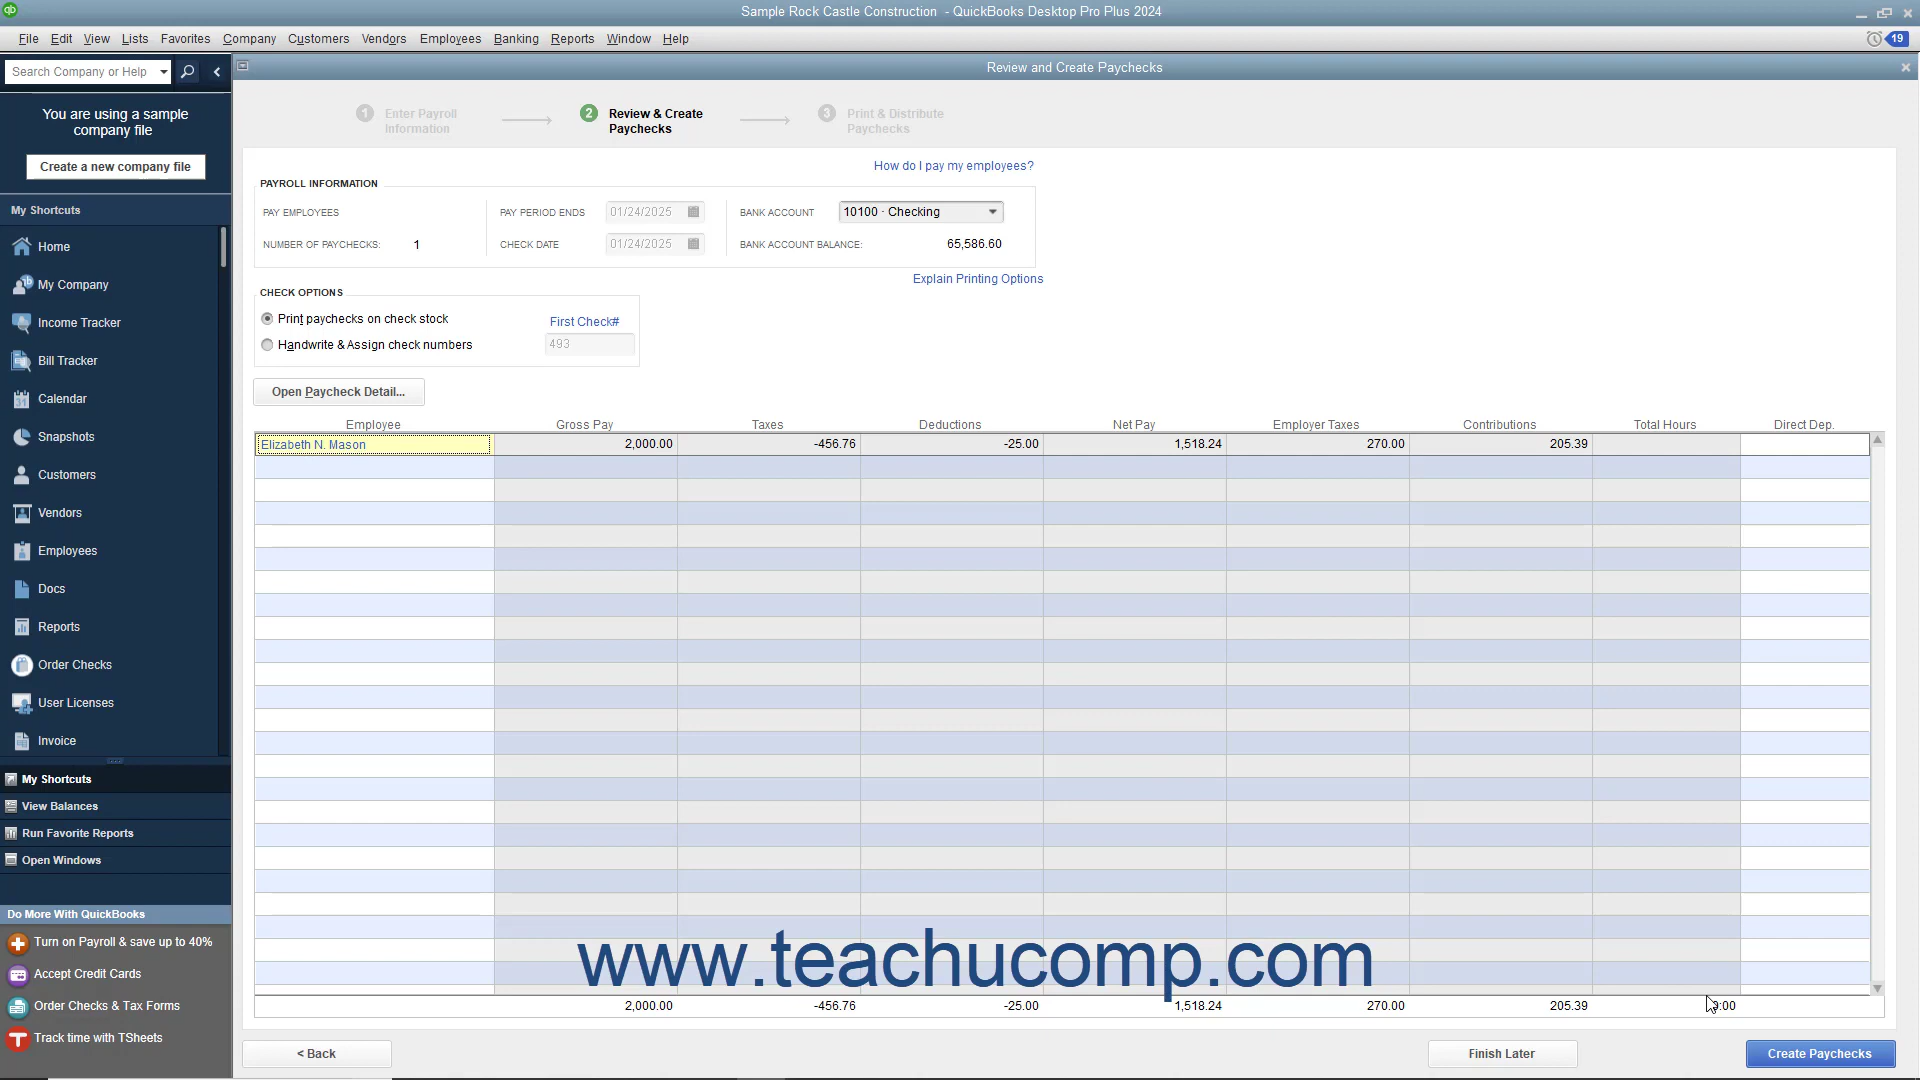 Sample Rock Castle Construction - QuickBooks Desktop Pro Plus 2024
File Edit View Lists Favorites Company Customers Vendors Employees Banking Reports Window Help
19
Search Company or Help
Review and Create Paychecks
You are using a sample
company file
Create a new company file
My Shortcuts
Home
My Company
Income Tracker
Bill Tracker
Calendar
Snapshots
Customers
Vendors
Employees
Docs
Reports
Order Checks
User Licenses
Invoice
My Shortcuts
View Balances
Run Favorite Reports
Open Windows
Do More With QuickBooks
Turn on Payroll & save up to 40%
Accept Credit Cards
Order Checks & Tax Forms
Track time with TSheets
1 Enter Payroll
Information
2 Review & Create
Paychecks
3 Print & Distribute
Paychecks
How do I pay my employees?
PAYROLL INFORMATION
PAY EMPLOYEES PAY PERIOD ENDS 01/24/2025 BANK ACCOUNT 10100 · Checking
NUMBER OF PAYCHECKS: 1 CHECK DATE 01/24/2025 BANK ACCOUNT BALANCE: 65,586.60
Explain Printing Options
CHECK OPTIONS
Print paychecks on check stock First Check#
Handwrite & Assign check numbers 493
Open Paycheck Detail...
Employee Gross Pay Taxes Deductions Net Pay Employer Taxes Contributions Total Hours Direct Dep.
Elizabeth N. Mason 2,000.00 -456.76 -25.00 1,518.24 270.00 205.39
www.teachucomp.com
2,000.00 -456.76 -25.00 1,518.24 270.00 205.39
< Back Finish Later Create Paychecks